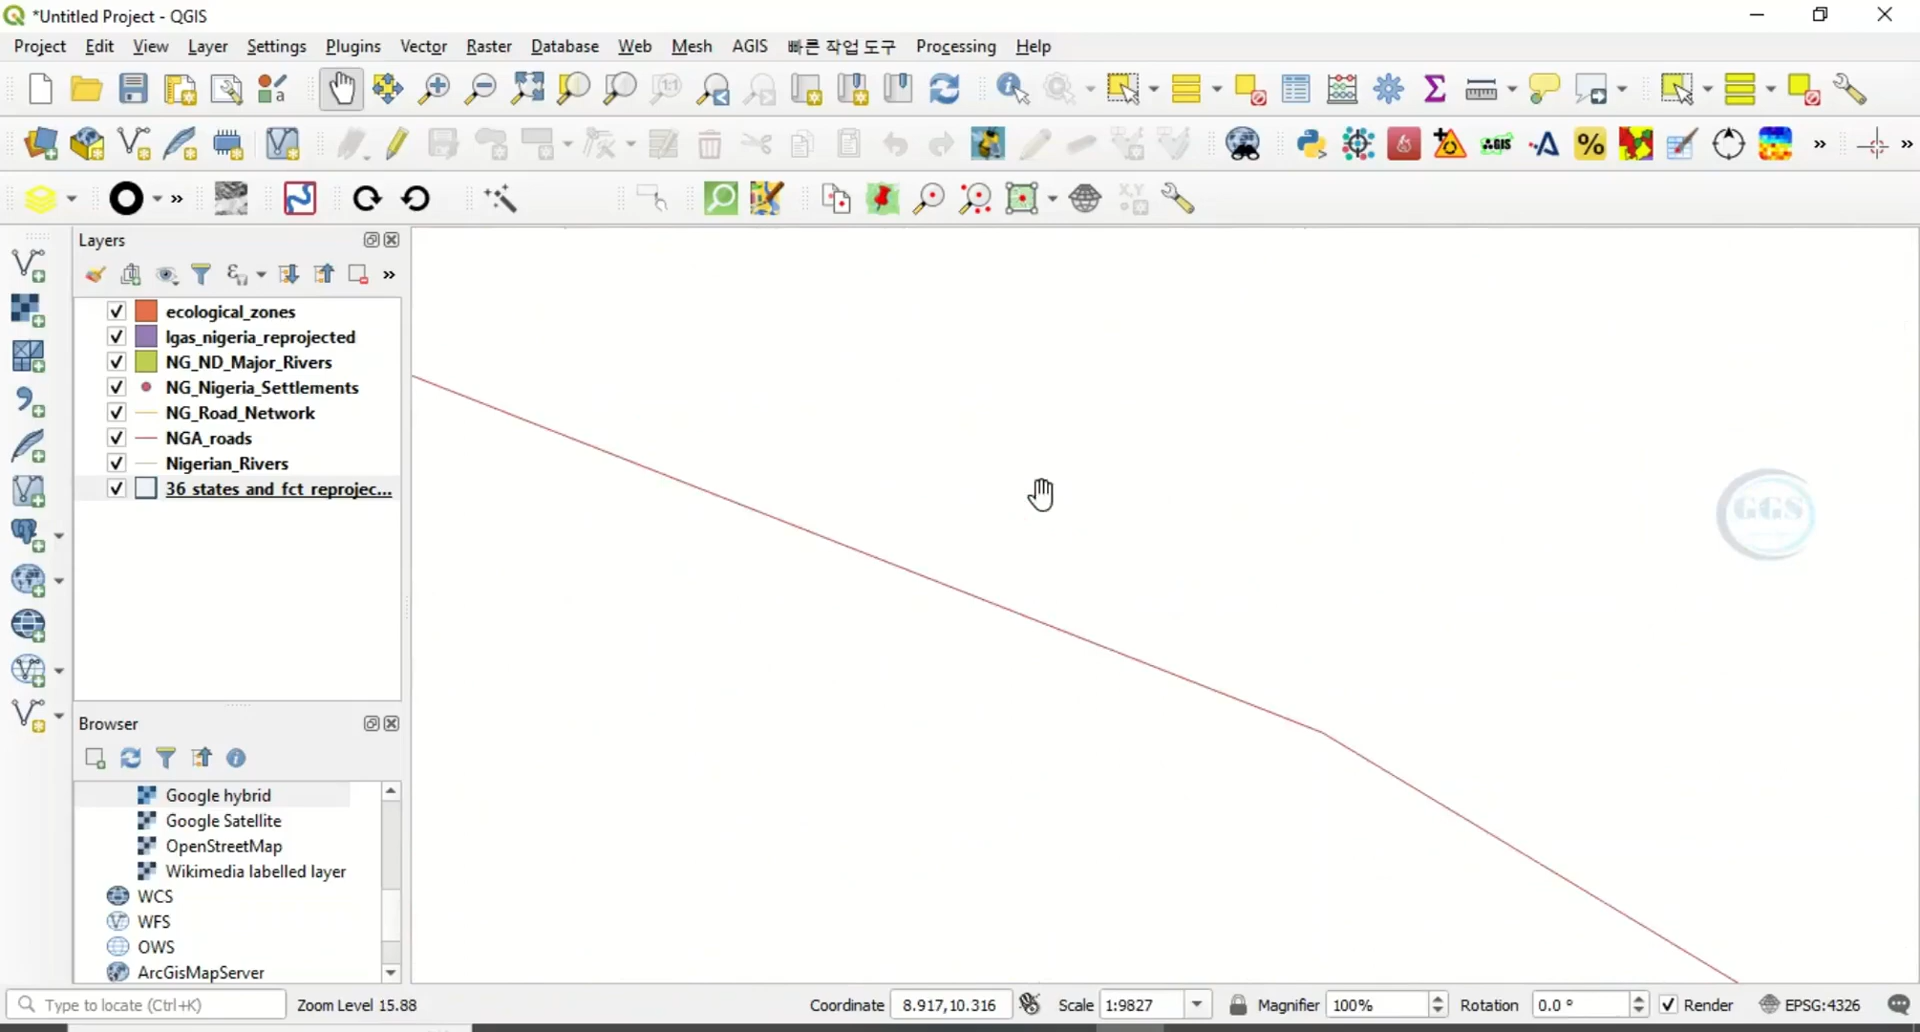 *Untitled Project - QGIS
Project Edit View Layer Settings Plugins Vector Raster Database Web Mesh AGIS 빠른 작업 도구 Processing Help
Layers
ecological_zones
lgas_nigeria_reprojected
NG_ND_Major_Rivers
NG_Nigeria_Settlements
NG_Road_Network
NGA_roads
Nigerian_Rivers
36 states and fct reprojec...
GGS
Browser
Google hybrid
Google Satellite
OpenStreetMap
Wikimedia labelled layer
WCS
WFS
OWS
ArcGisMapServer
Type to locate (Ctrl+K) Zoom Level 15.88 Coordinate 8.917,10.316 Scale 1:9827 Magnifier 100% Rotation 0.0 ° Render EPSG:4326